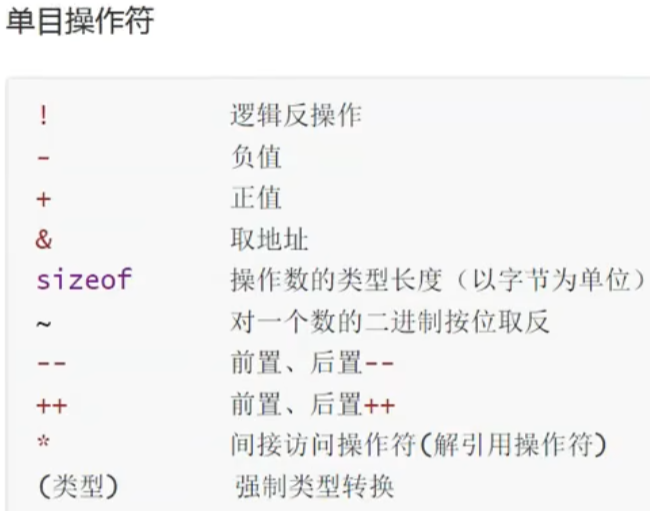 单目操作符
! 逻辑反操作
- 负值
+ 正值
& 取地址
sizeof 操作数的类型长度（以字节为单位）
~ 对一个数的二进制按位取反
-- 前置、后置--
++ 前置、后置++
* 间接访问操作符(解引用操作符)
(类型) 强制类型转换